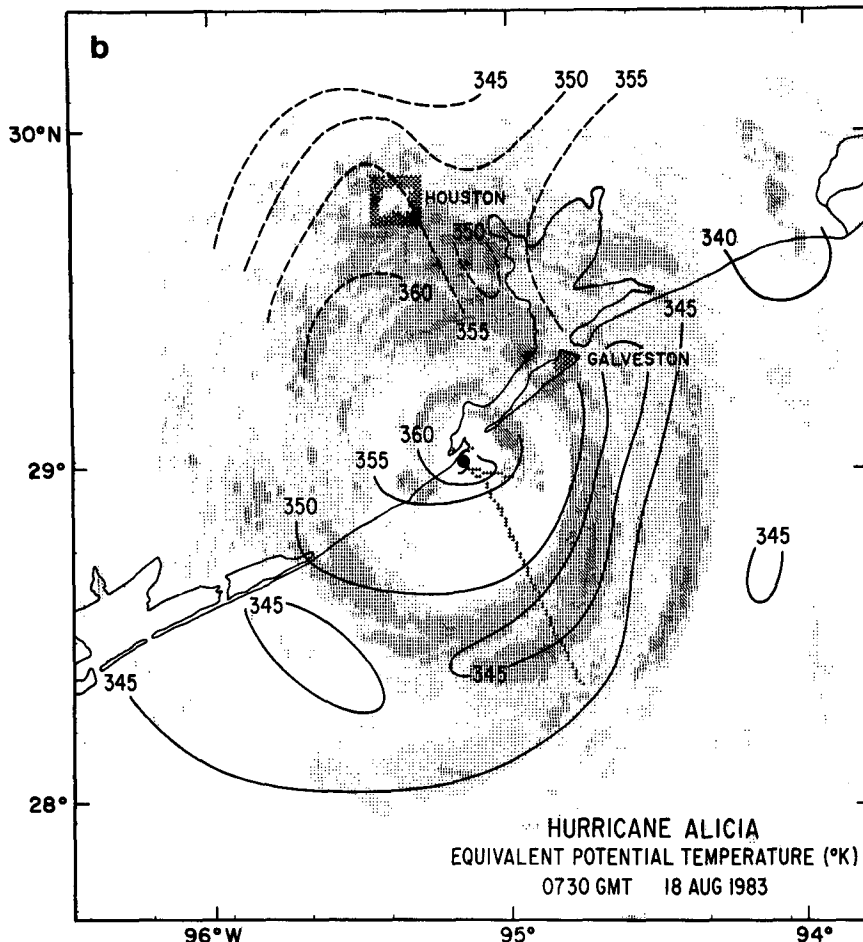 b
345 350 355
30°N
HOUSTON
350
340
360
345
355
GALVESTON
360
29°
355
350
345
345
345
345
28°
HURRICANE ALICIA
EQUIVALENT POTENTIAL TEMPERATURE (°K)
0730 GMT 18 AUG 1983
96°W 95° 94°